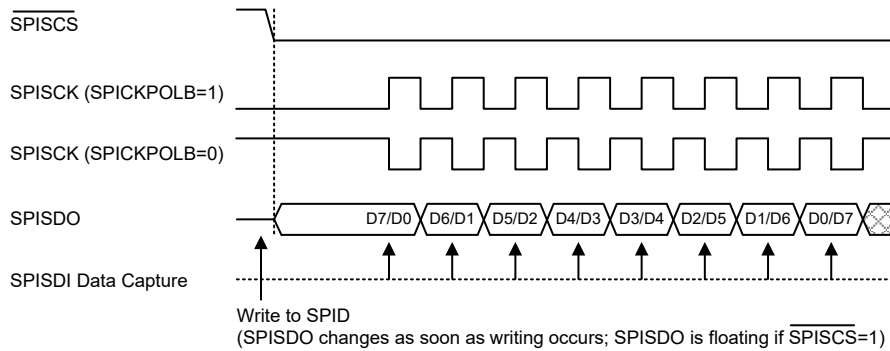 SPISCS
SPISCK (SPICKPOLB=1)
SPISCK (SPICKPOLB=0)
SPISDO D7/D0 D6/D1 D5/D2 D4/D3 D3/D4 D2/D5 D1/D6 D0/D7
SPISDI Data Capture
Write to SPID
(SPISDO changes as soon as writing occurs; SPISDO is floating if SPISCS=1)